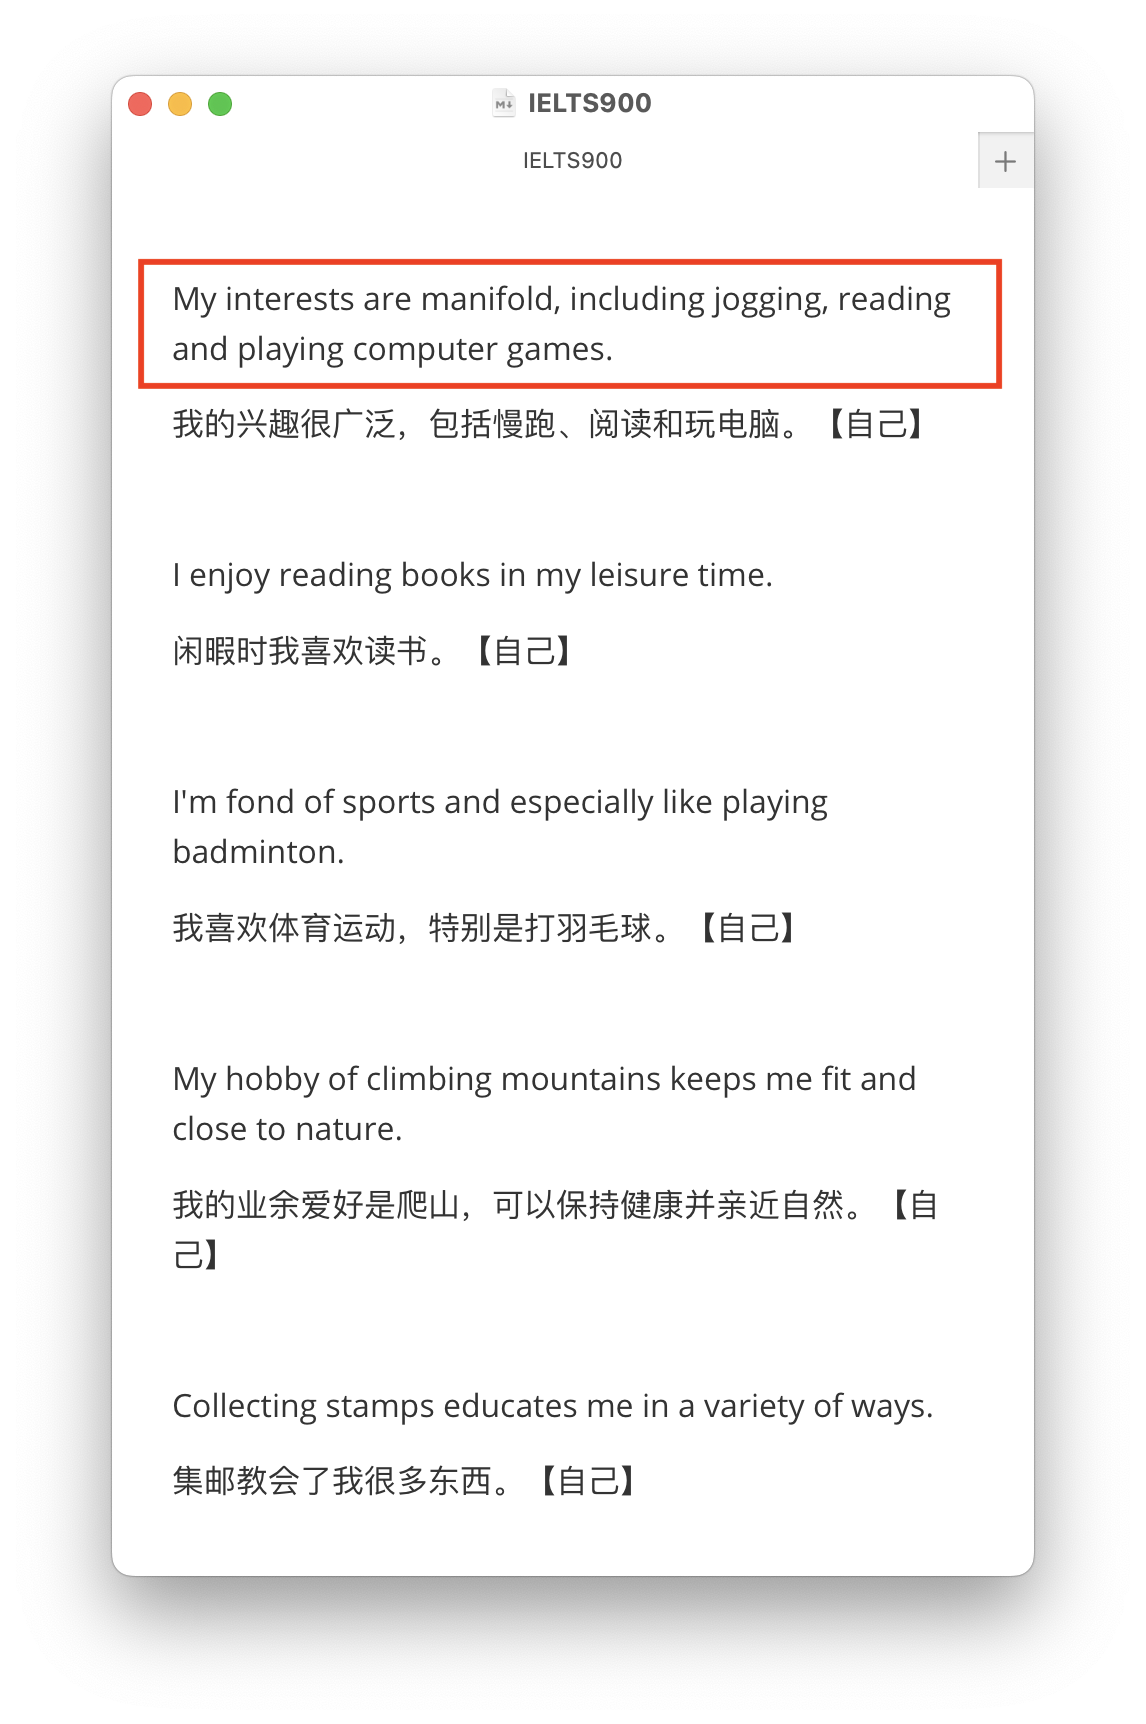 IELTS900
IELTS900
My interests are manifold, including jogging, reading
and playing computer games.
我的兴趣很广泛，包括慢跑、阅读和玩电脑。【自己】
I enjoy reading books in my leisure time.
闲暇时我喜欢读书。【自己】
I'm fond of sports and especially like playing
badminton.
我喜欢体育运动，特别是打羽毛球。【自己】
My hobby of climbing mountains keeps me fit and
close to nature.
我的业余爱好是爬山，可以保持健康并亲近自然。【自
己】
Collecting stamps educates me in a variety of ways.
集邮教会了我很多东西。【自己】